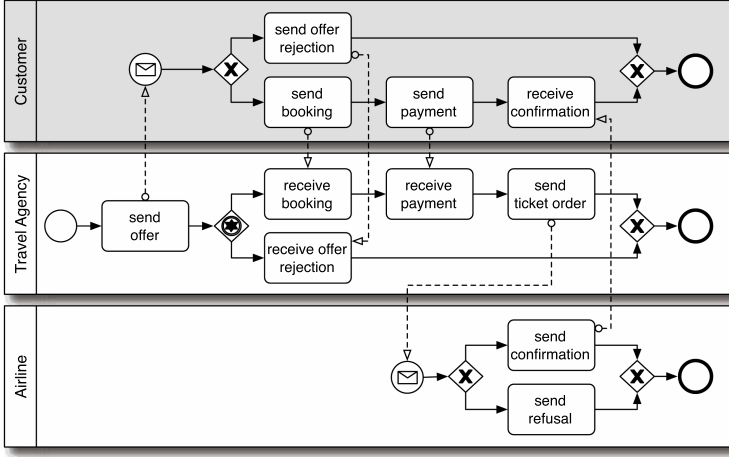 Customer
send offer
rejection
send
booking
send
payment
receive
confirmation
Travel Agency
send
offer
receive
booking
receive
payment
send
ticket order
receive offer
rejection
Airline
send
confirmation
send
refusal